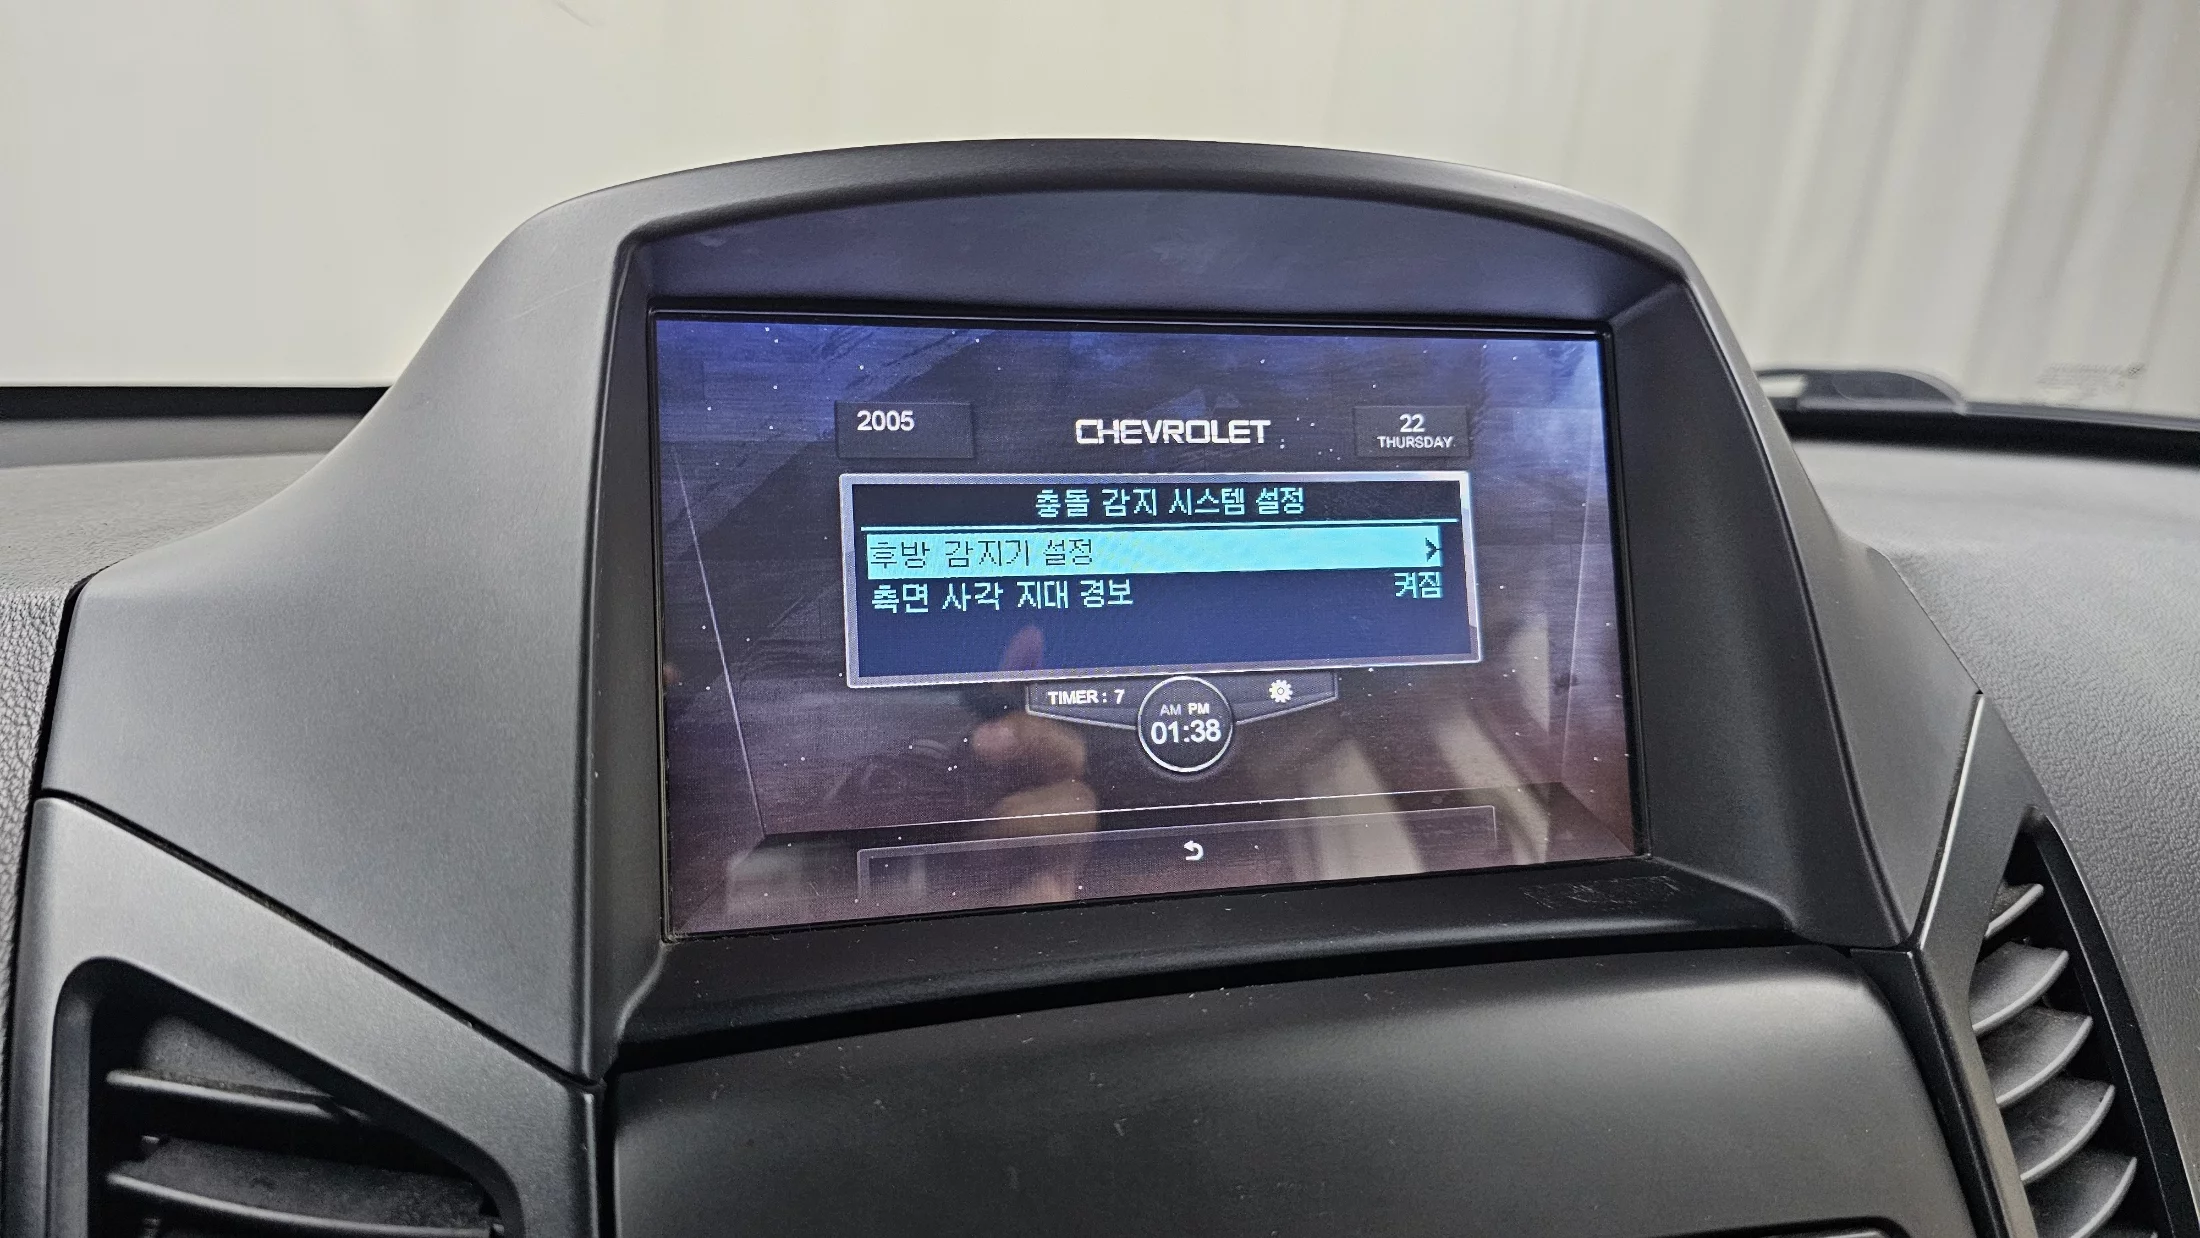 2005
CHEVROLET
22
THURSDAY
충돌 감지 시스템 설정
후방 감지기 설정 >
측면 사각 지대 경보 켜짐
TIMER : 7
AM PM
01:38